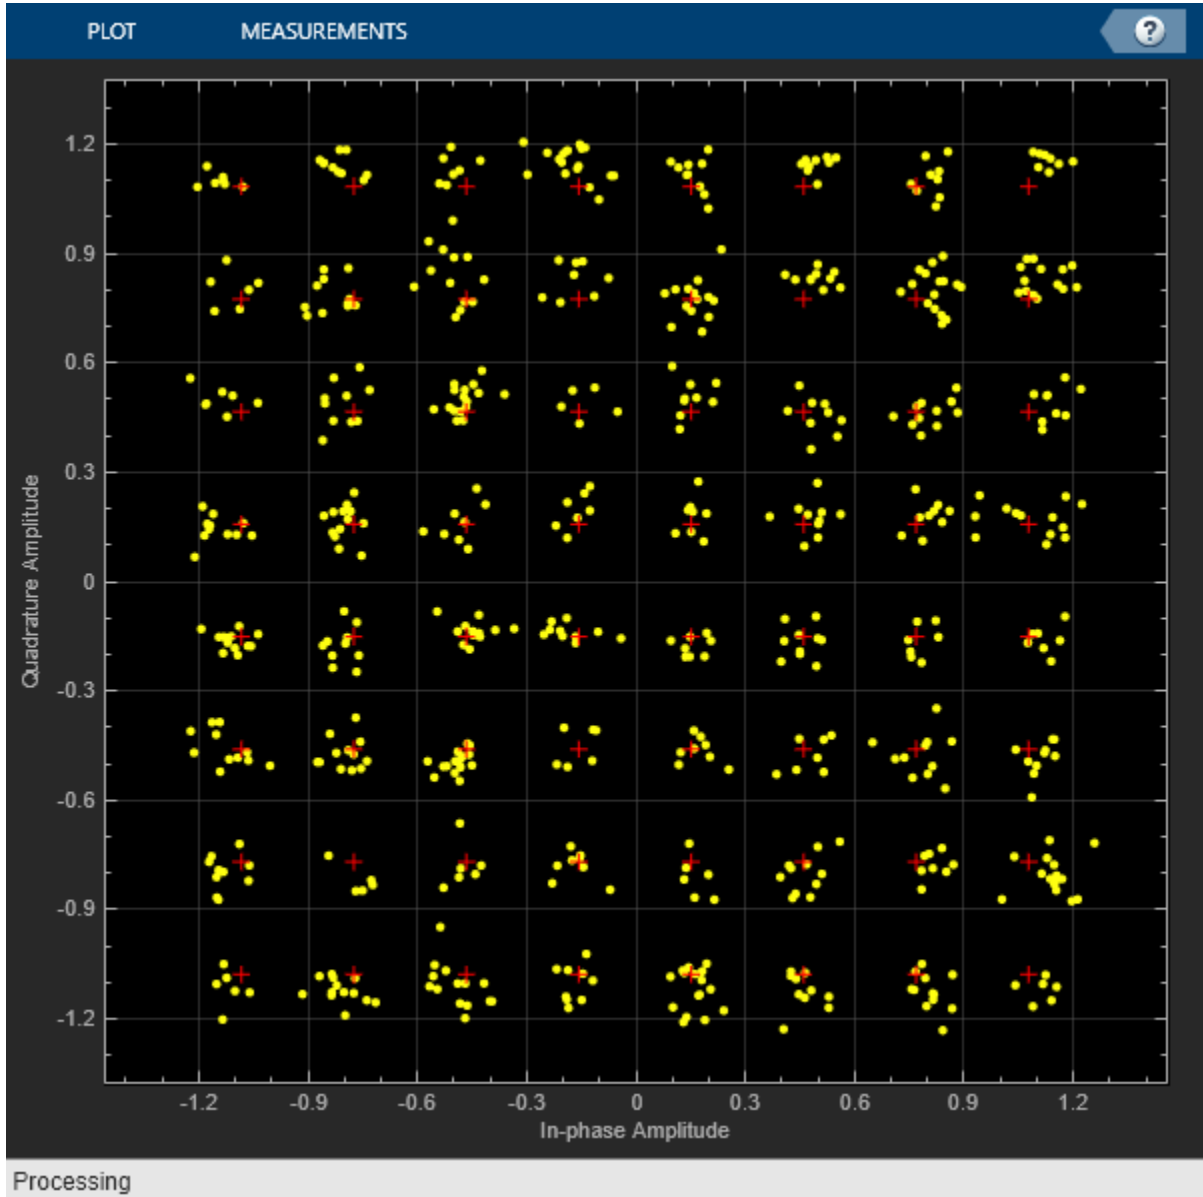 PLOT MEASUREMENTS ?
1.2
0.9
0.6
0.3
0
-0.3
-0.6
-0.9
-1.2
Quadrature Amplitude
-1.2 -0.9 -0.6 -0.3 0 0.3 0.6 0.9 1.2
In-phase Amplitude
Processing